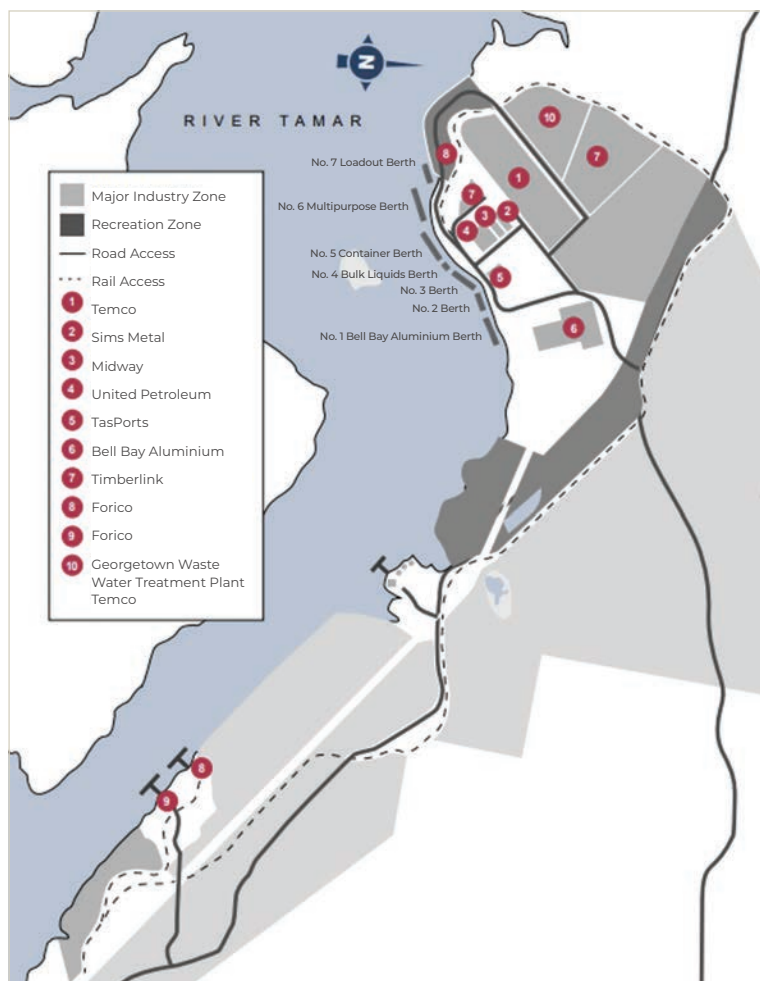 N
RIVER TAMAR
No. 7 Loadout Berth
No. 6 Multipurpose Berth
No. 5 Container Berth
No. 4 Bulk Liquids Berth
No. 3 Berth
No. 2 Berth
No. 1 Bell Bay Aluminium Berth
Major Industry Zone
Recreation Zone
Road Access
Rail Access
1 Temco
2 Sims Metal
3 Midway
4 United Petroleum
5 TasPorts
6 Bell Bay Aluminium
7 Timberlink
8 Forico
9 Forico
10 Georgetown Waste
Water Treatment Plant
Temco
10
7
8
1
7
3
2
4
5
6
8
9